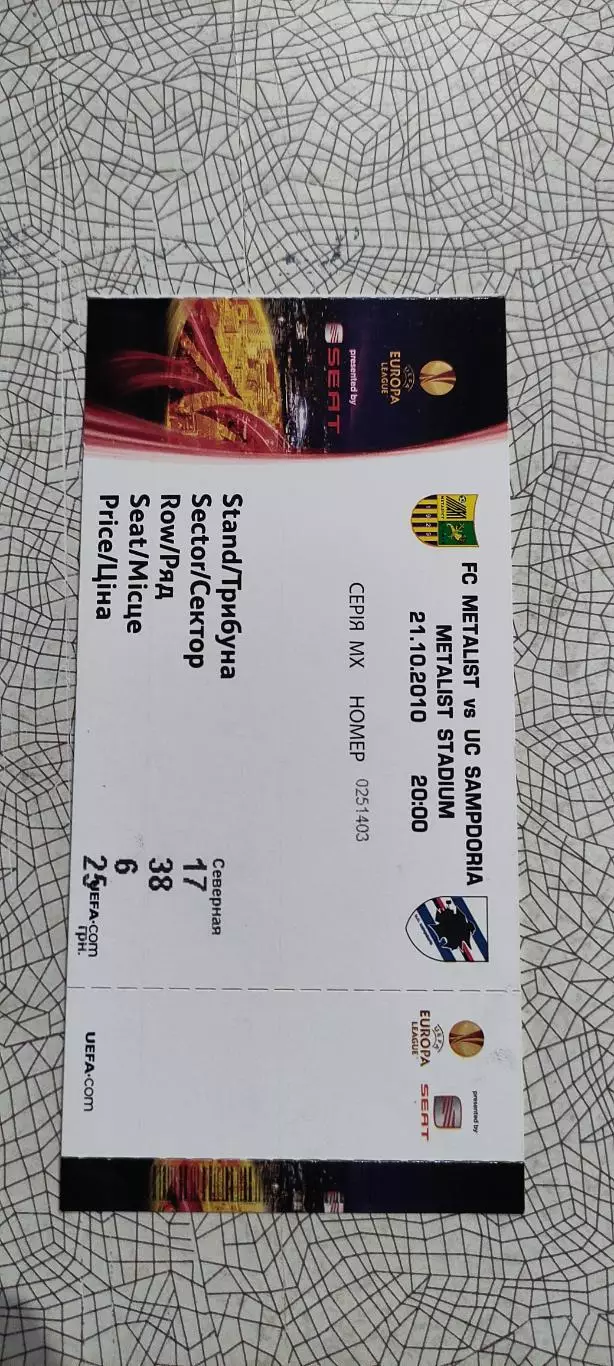 UEFA
EUROPA
LEAGUE
presented by
SEAT
FC METALIST vs UC SAMPDORIA
METALIST STADIUM
21.10.2010 20:00
СЕРІЯ МХ НОМЕР 0251403
Stand/Трибуна Северная
Sector/Сектор 17
Row/Ряд 38
Seat/Місце 6
Price/Ціна 25 грн.
UEFA.com
presented by
SEAT
UEFA
EUROPA
LEAGUE
UEFA.com